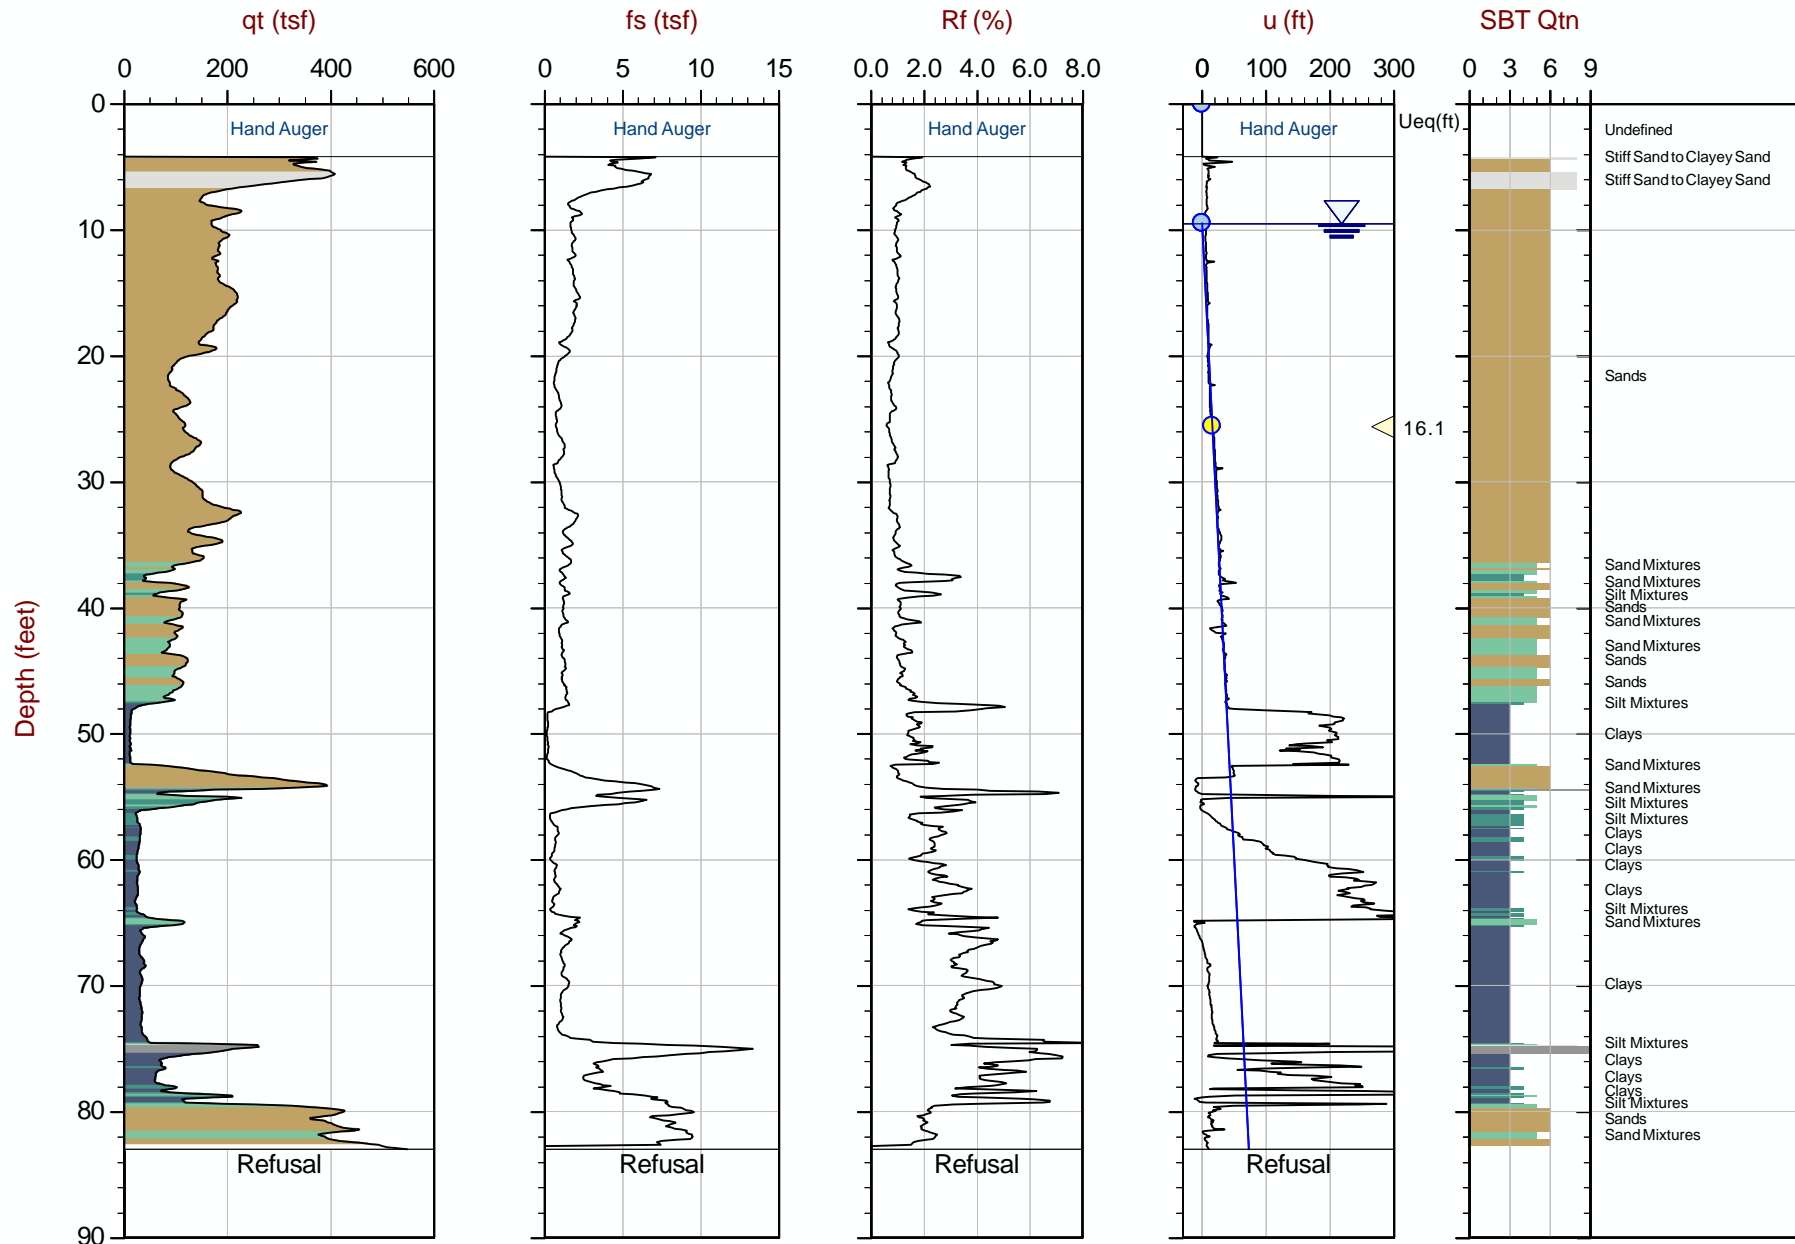 qt (tsf) fs (tsf) Rf (%) u (ft) SBT Qtn
0 200 400 600 0 5 10 15 0.0 2.0 4.0 6.0 8.0 0 100 200 300 0 3 6 9
0
Hand Auger Hand Auger Hand Auger Hand Auger Ueq(ft)
Undefined
Stiff Sand to Clayey Sand
Stiff Sand to Clayey Sand
10
20
Sands
16.1
30
Sand Mixtures
Sand Mixtures
Silt Mixtures
40 Sands
Sand Mixtures
Sand Mixtures
Sands
Sands
Silt Mixtures
Depth (feet)
50 Clays
Sand Mixtures
Sand Mixtures
Silt Mixtures
Silt Mixtures
Clays
Clays
60 Clays
Clays
Silt Mixtures
Sand Mixtures
70 Clays
Silt Mixtures
Clays
Clays
Clays
Silt Mixtures
80 Sands
Sand Mixtures
Refusal Refusal Refusal Refusal
90